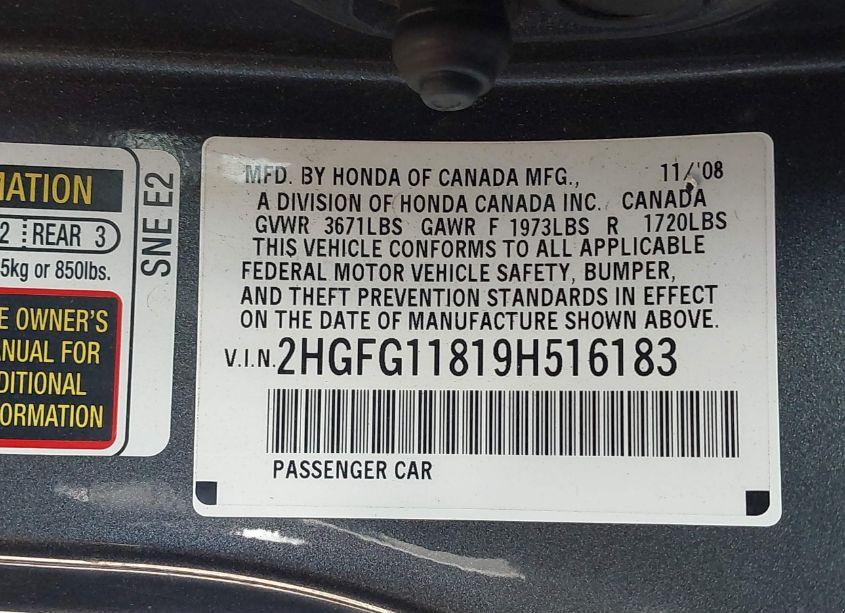 MATION
2 REAR 3
5kg or 850lbs.
E OWNER'S
NUAL FOR
DITIONAL
FORMATION
SNE E2
MFD. BY HONDA OF CANADA MFG., 11/'08
A DIVISION OF HONDA CANADA INC. CANADA
GVWR 3671LBS GAWR F 1973LBS R 1720LBS
THIS VEHICLE CONFORMS TO ALL APPLICABLE
FEDERAL MOTOR VEHICLE SAFETY, BUMPER,
AND THEFT PREVENTION STANDARDS IN EFFECT
ON THE DATE OF MANUFACTURE SHOWN ABOVE.
V.I.N. 2HGFG11819H516183
PASSENGER CAR